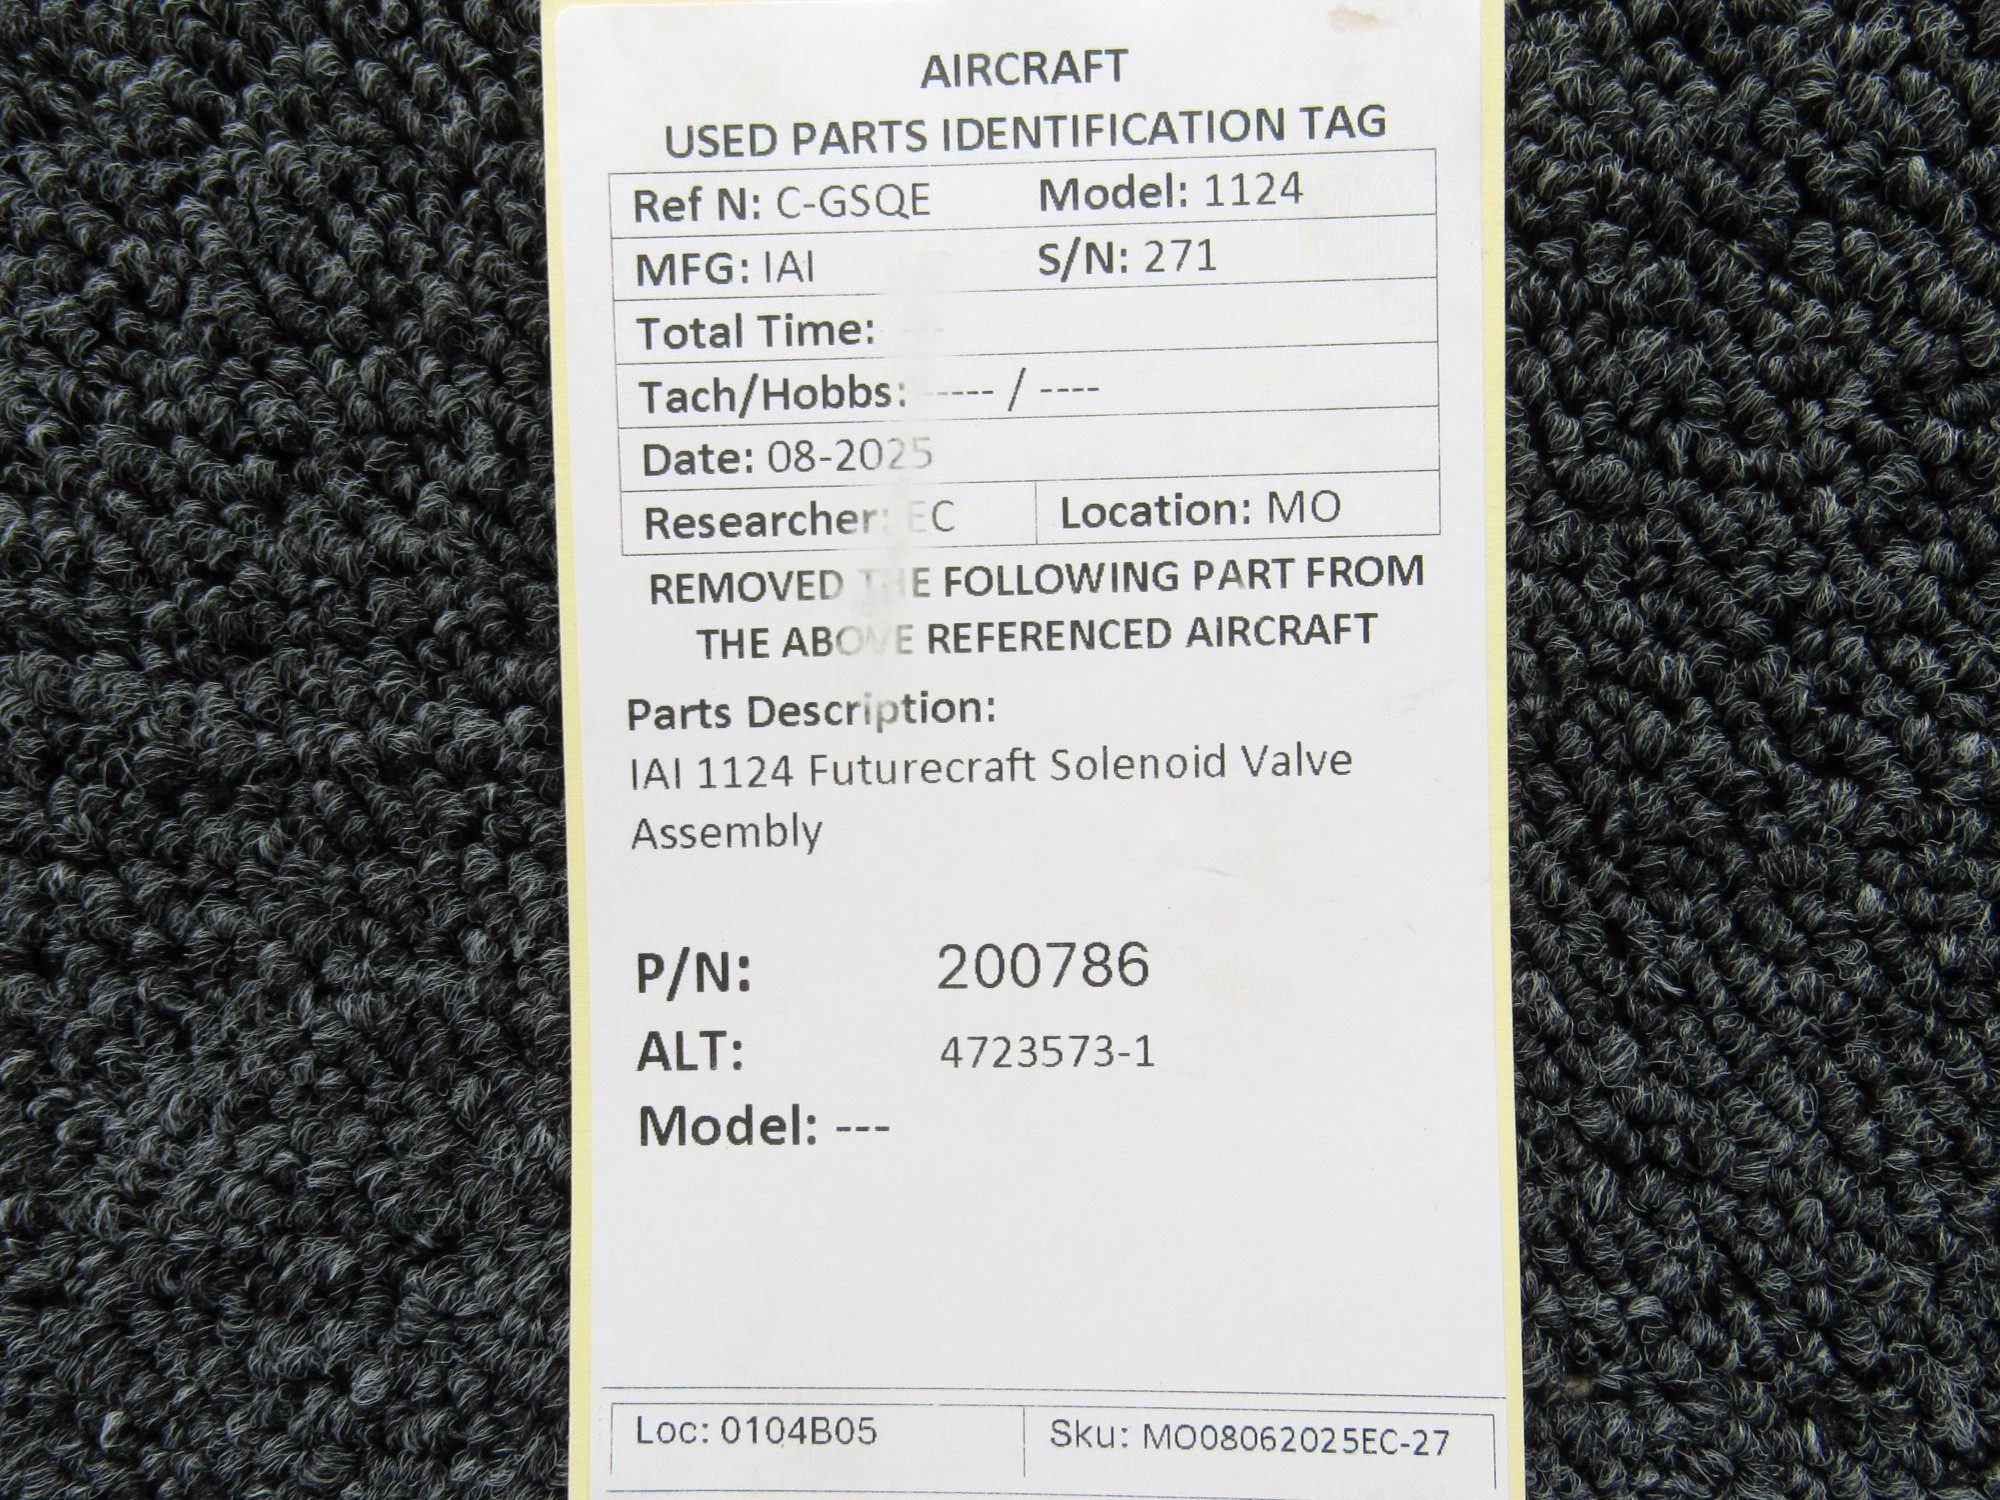 AIRCRAFT
USED PARTS IDENTIFICATION TAG
Ref N: C-GSQE Model: 1124
MFG: IAI S/N: 271
Total Time: ---
Tach/Hobbs: ----- / ----
Date: 08-2025
Researcher: EC Location: MO
REMOVED THE FOLLOWING PART FROM
THE ABOVE REFERENCED AIRCRAFT
Parts Description:
IAI 1124 Futurecraft Solenoid Valve
Assembly
P/N: 200786
ALT: 4723573-1
Model: ---
Loc: 0104B05 Sku: MO08062025EC-27